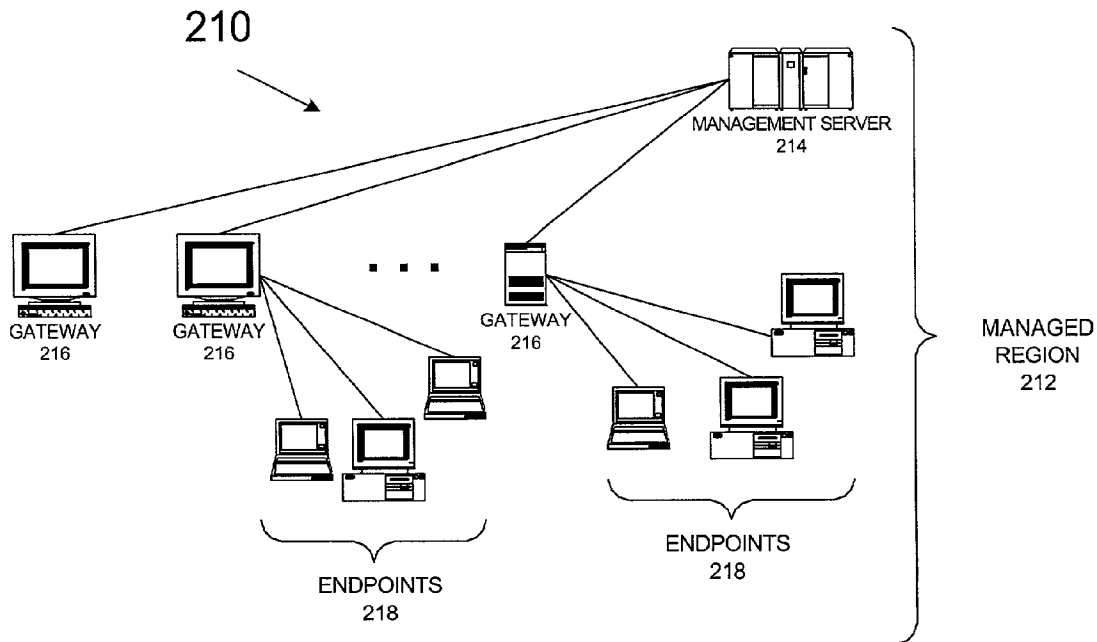 210
MANAGEMENT SERVER
214
GATEWAY
216
GATEWAY
216
GATEWAY
216
MANAGED
REGION
212
ENDPOINTS
218
ENDPOINTS
218